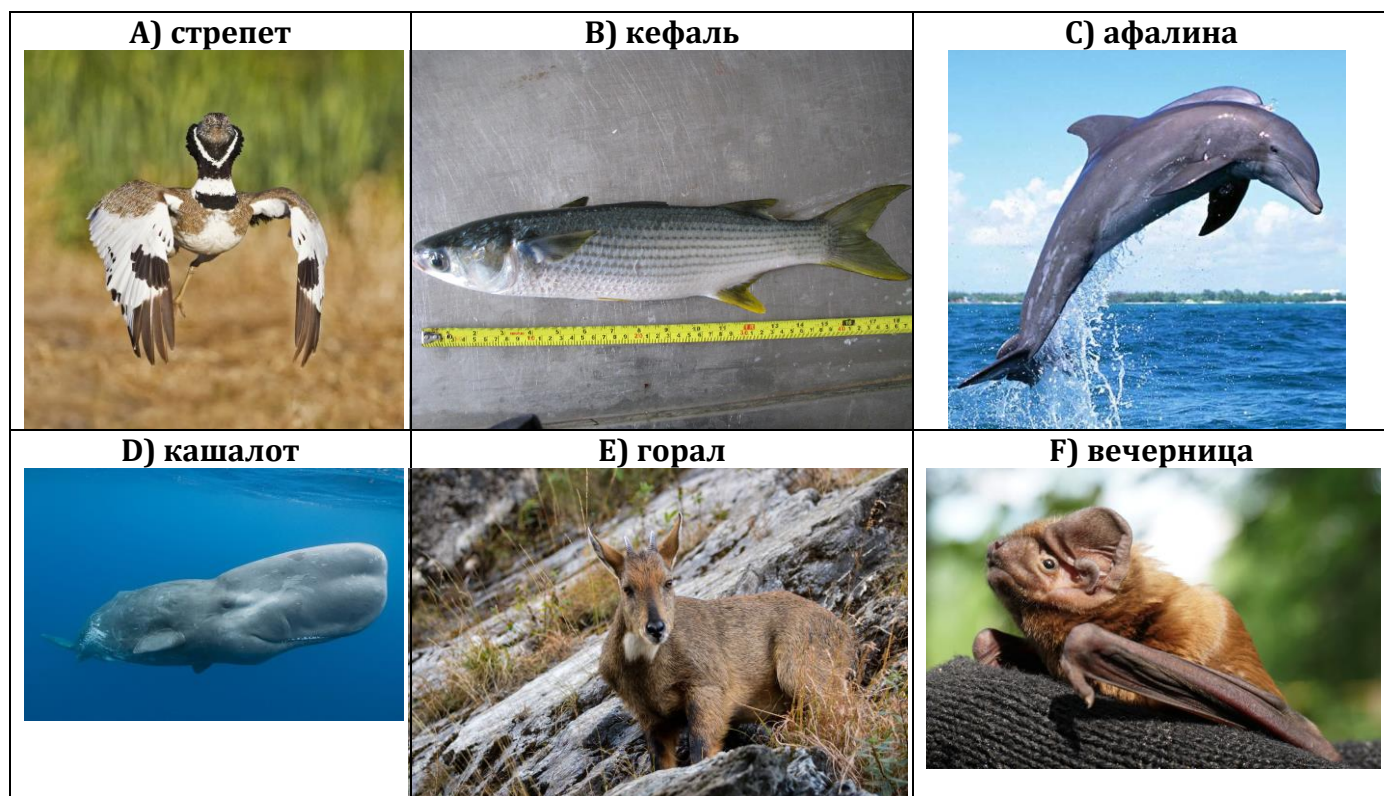 A) стрепет
B) кефаль
C) афалина
D) кашалот
E) горал
F) вечерница